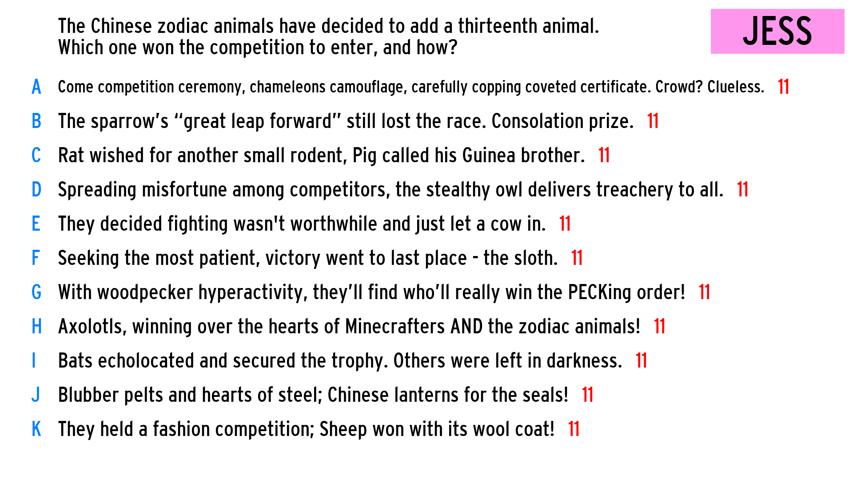 The Chinese zodiac animals have decided to add a thirteenth animal.
Which one won the competition to enter, and how?
JESS
A Come competition ceremony, chameleons camouflage, carefully copping coveted certificate. Crowd? Clueless. 11
B The sparrow's “great leap forward” still lost the race. Consolation prize. 11
C Rat wished for another small rodent, Pig called his Guinea brother. 11
D Spreading misfortune among competitors, the stealthy owl delivers treachery to all. 11
E They decided fighting wasn't worthwhile and just let a cow in. 11
F Seeking the most patient, victory went to last place - the sloth. 11
G With woodpecker hyperactivity, they'll find who'll really win the PECKing order! 11
H Axolotls, winning over the hearts of Minecrafters AND the zodiac animals! 11
I Bats echolocated and secured the trophy. Others were left in darkness. 11
J Blubber pelts and hearts of steel; Chinese lanterns for the seals! 11
K They held a fashion competition; Sheep won with its wool coat! 11